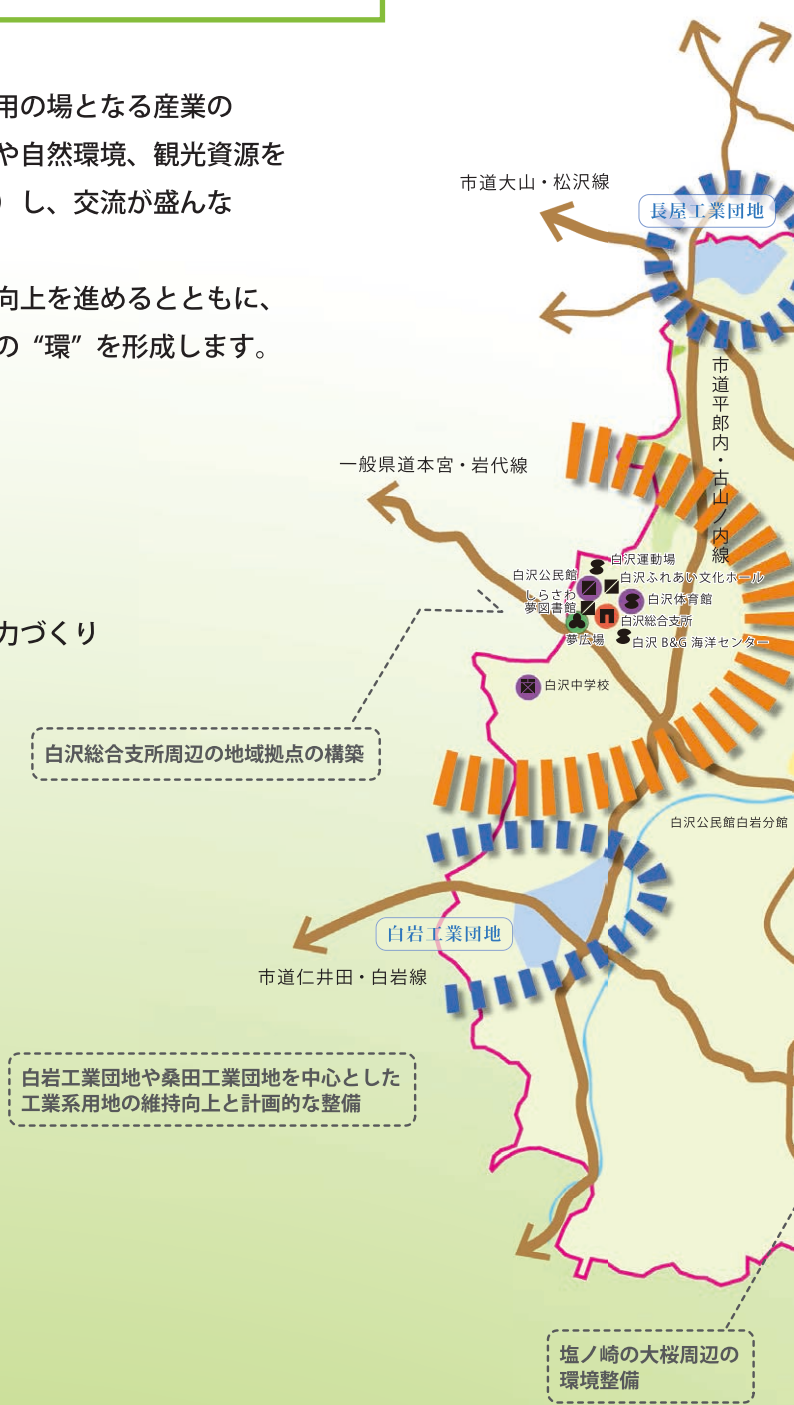 用の場となる産業の
や自然環境、観光資源を
）し、交流が盛んな
向上を進めるとともに、
の“環”を形成します。
市道大山・松沢線
長屋工業団地
市道平郎内・古山ノ内線
一般県道本宮・岩代線
白沢運動場
白沢公民館
白沢ふれあい文化ホール
しらさわ
夢図書館
白沢体育館
白沢総合支所
夢広場
白沢 B&G 海洋センター
力づくり
白沢中学校
白沢総合支所周辺の地域拠点の構築
白沢公民館白岩分館
白岩工業団地
市道仁井田・白岩線
白岩工業団地や桑田工業団地を中心とした
工業系用地の維持向上と計画的な整備
塩ノ崎の大桜周辺の
環境整備